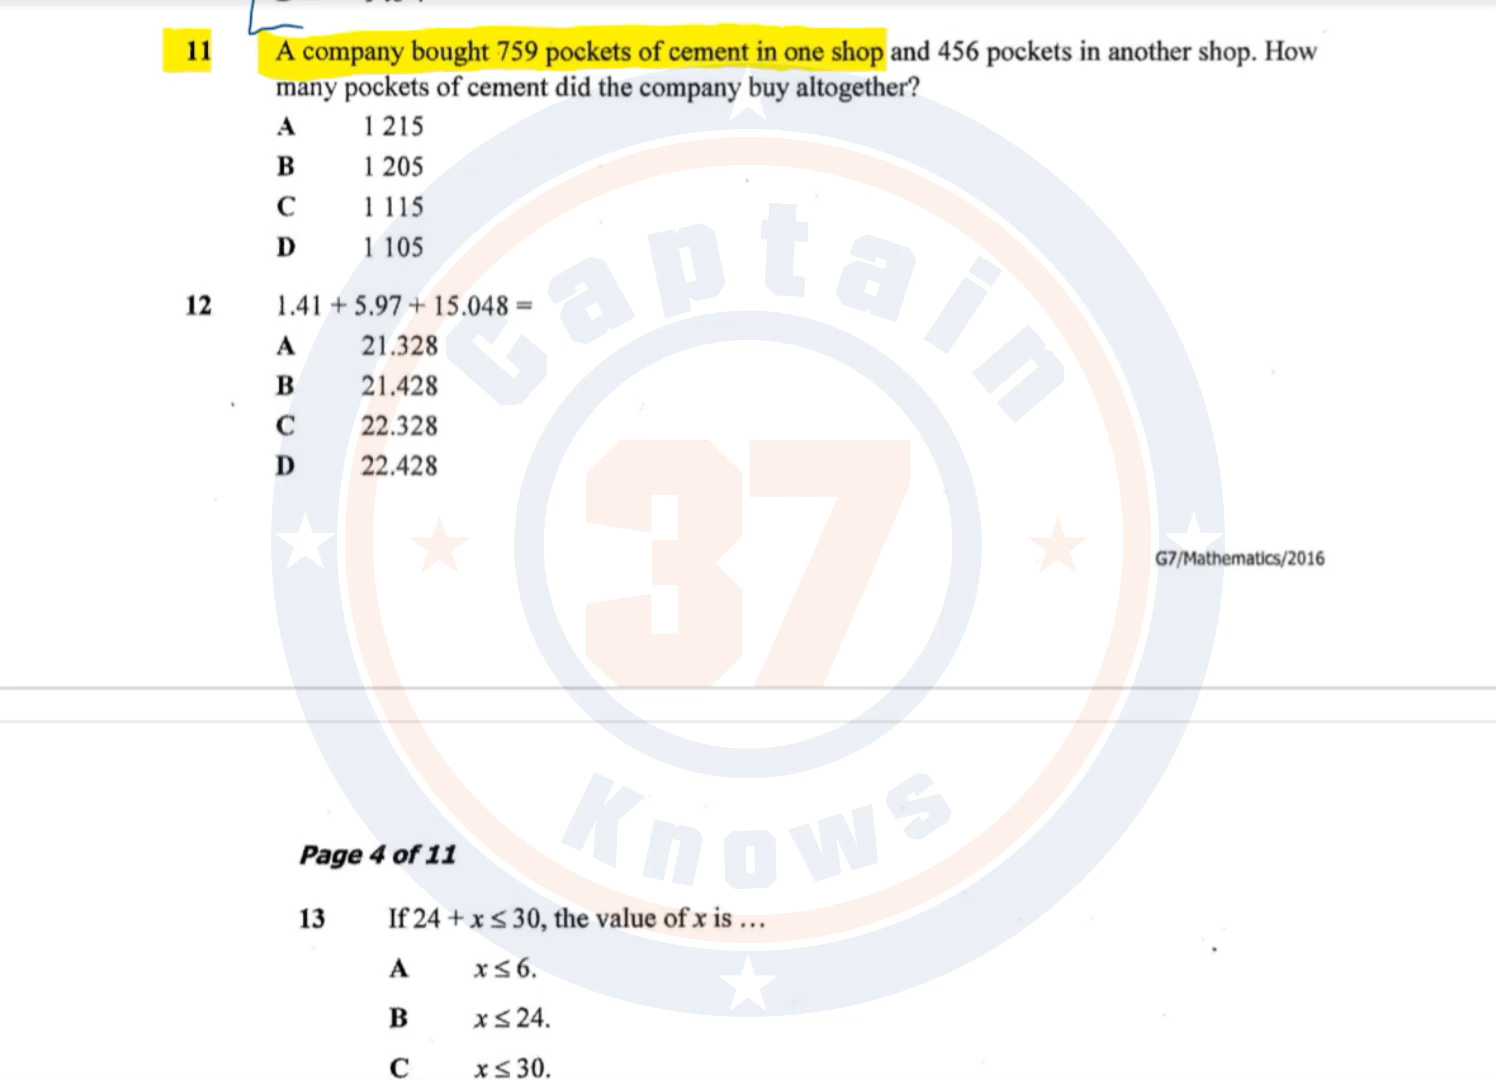 11 A company bought 759 pockets of cement in one shop and 456 pockets in another shop. How
many pockets of cement did the company buy altogether?
A 1 215
B 1 205
C 1 115
D 1 105
12 1.41 + 5.97 + 15.048 =
A 21.328
B 21.428
C 22.328
D 22.428
Captain
37
Knows
G7/Mathematics/2016
Page 4 of 11
13 If 24 + x ≤ 30, the value of x is …
A x ≤ 6.
B x ≤ 24.
C x ≤ 30.